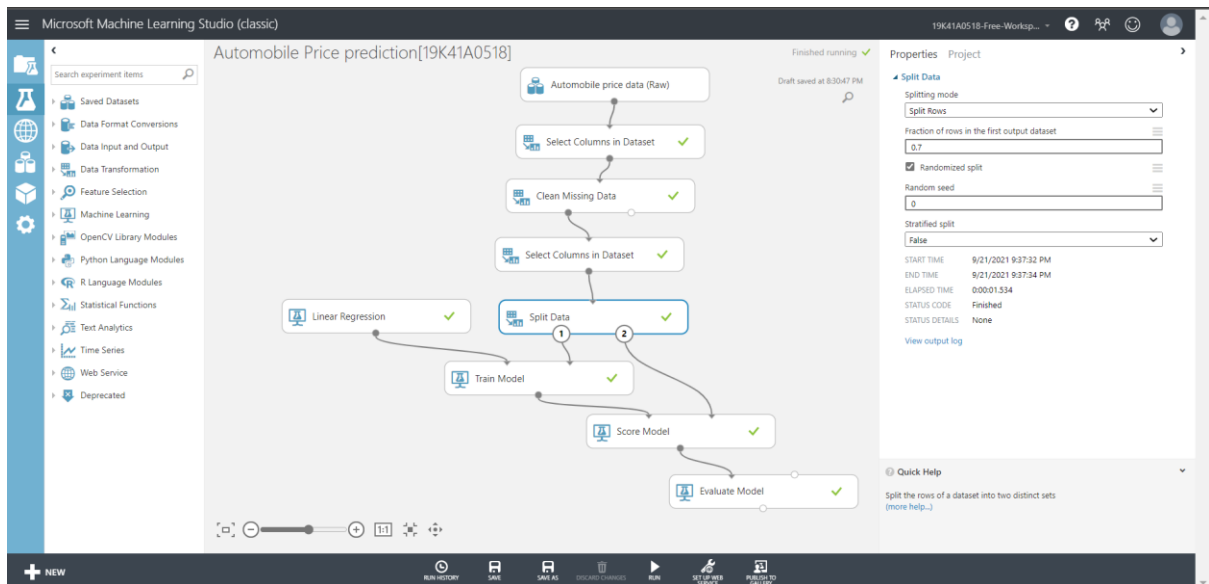 Microsoft Machine Learning Studio (classic)
19K41A0518-Free-Worksp...
?
Search experiment items
Saved Datasets
Data Format Conversions
Data Input and Output
Data Transformation
Feature Selection
Machine Learning
OpenCV Library Modules
Python Language Modules
R Language Modules
Statistical Functions
Text Analytics
Time Series
Web Service
Deprecated
Automobile Price prediction[19K41A0518]
Finished running
Draft saved at 8:30:47 PM
Automobile price data (Raw)
Select Columns in Dataset
Clean Missing Data
Select Columns in Dataset
Linear Regression
Split Data
1
2
Train Model
Score Model
Evaluate Model
1:1
Properties Project
Split Data
Splitting mode
Split Rows
Fraction of rows in the first output dataset
0.7
Randomized split
Random seed
0
Stratified split
False
START TIME 9/21/2021 9:37:32 PM
END TIME 9/21/2021 9:37:34 PM
ELAPSED TIME 0:00:01.534
STATUS CODE Finished
STATUS DETAILS None
View output log
Quick Help
Split the rows of a dataset into two distinct sets
(more help...)
NEW
RUN HISTORY
SAVE
SAVE AS
DISCARD CHANGES
RUN
SET UP WEB
SERVICE
PUBLISH TO
GALLERY